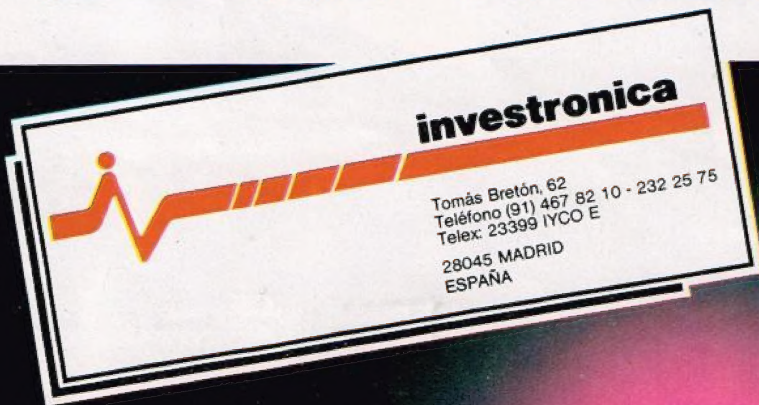 investronica
Tomás Bretón, 62
Teléfono (91) 467 82 10 - 232 25 75
Telex: 23399 IYCO E
28045 MADRID
ESPAÑA